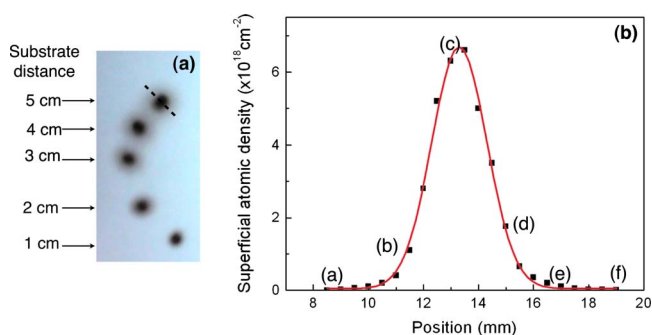 Substrate
distance
(a)
5 cm
4 cm
3 cm
2 cm
1 cm
(b)
Superficial atomic density (x10¹⁸cm⁻²)
6
4
2
0
(a)
(b)
(c)
(d)
(e)
(f)
8
10
12
14
16
18
20
Position (mm)